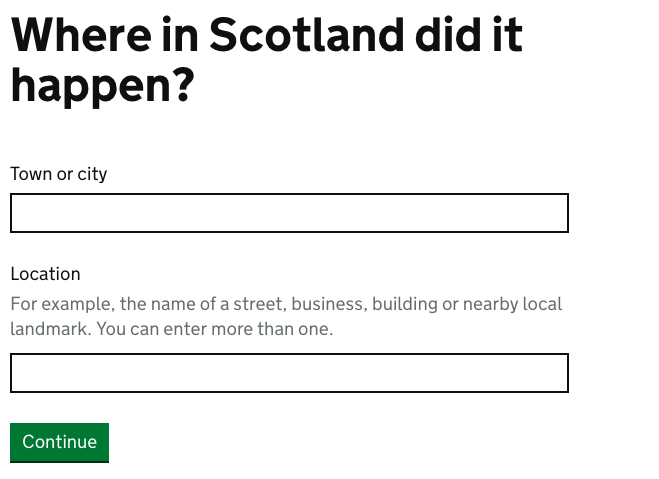 Where in Scotland did it
happen?
Town or city
Location
For example, the name of a street, business, building or nearby local
landmark. You can enter more than one.
Continue